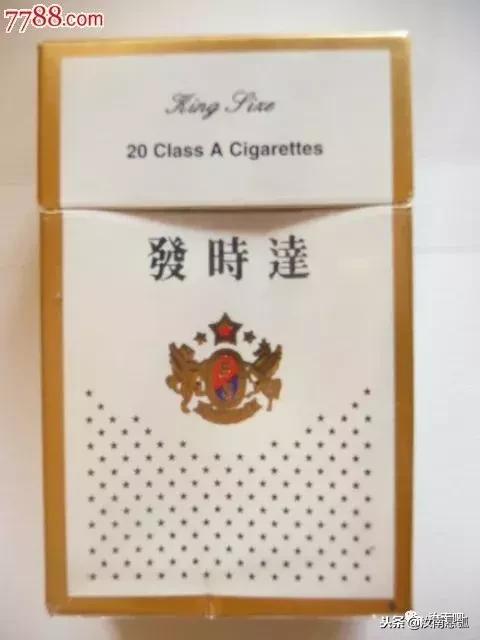 7788.com
King Size
20 Class A Cigarettes
發時達